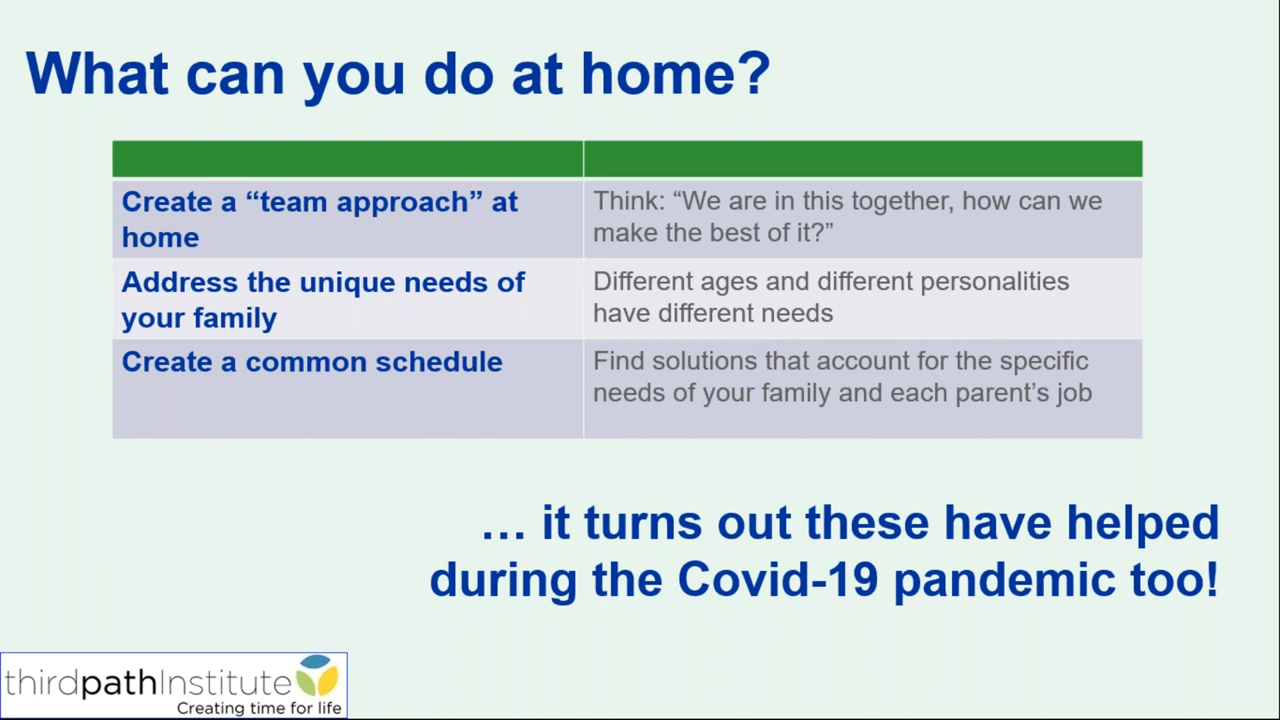 What can you do at home?
Create a “team approach” at
home
Think: “We are in this together, how can we
make the best of it?”
Address the unique needs of
your family
Different ages and different personalities
have different needs
Create a common schedule
Find solutions that account for the specific
needs of your family and each parent’s job
… it turns out these have helped
during the Covid-19 pandemic too!
thirdpathInstitute
Creating time for life